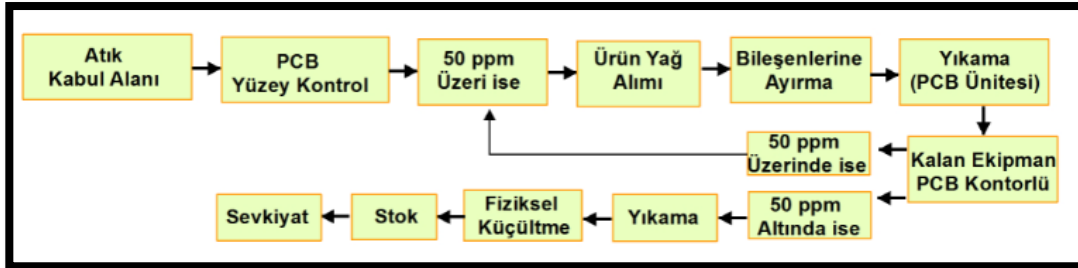 Atık
Kabul Alanı
PCB
Yüzey Kontrol
50 ppm
Üzeri ise
Ürün Yağ
Alımı
Bileşenlerine
Ayırma
Yıkama
(PCB Ünitesi)
50 ppm
Üzerinde ise
Kalan Ekipman
PCB Kontorlü
Sevkiyat
Stok
Fiziksel
Küçültme
Yıkama
50 ppm
Altında ise